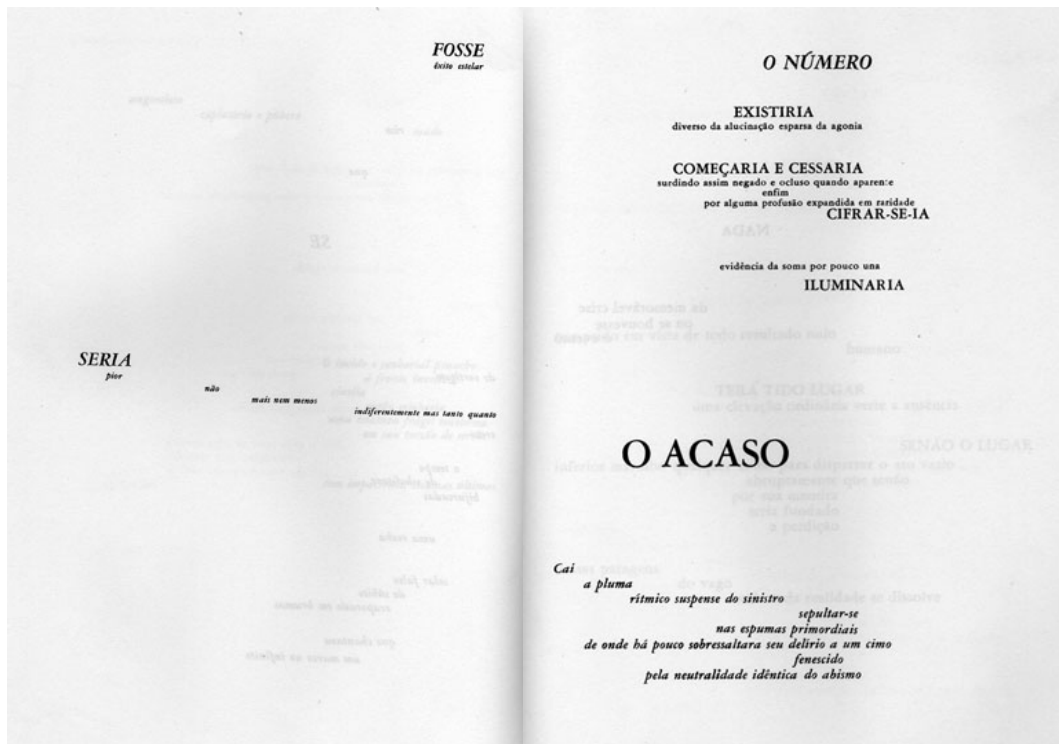 FOSSE
êxito estelar
SERIA
pior
não
mais nem menos
indiferentemente mas tanto quanto
O NÚMERO
EXISTIRIA
diverso da alucinação esparsa da agonia
COMEÇARIA E CESSARIA
surdindo assim negado e ocluso quando aparente
enfim
por alguma profusão expandida em raridade
CIFRAR-SE-IA
evidência da soma por pouco una
ILUMINARIA
O ACASO
Cai
a pluma
rítmico suspense do sinistro
sepultar-se
nas espumas primordiais
de onde há pouco sobressaltara seu delírio a um cimo
fenescido
pela neutralidade idêntica do abismo